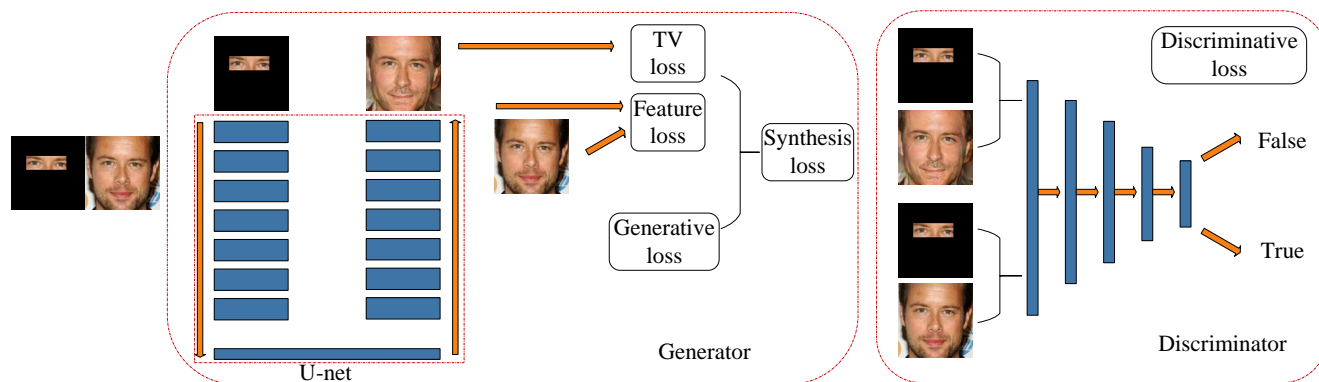 TV
loss
Feature
loss
Synthesis
loss
Generative
loss
Generator
U-net
Discriminative
loss
False
True
Discriminator